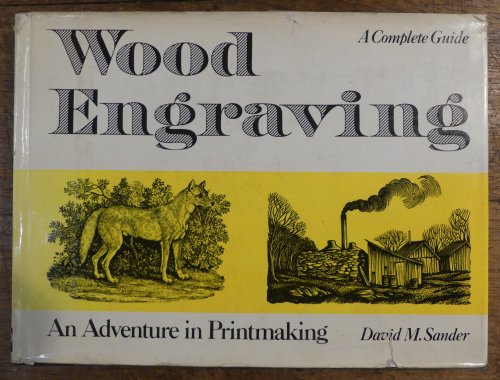 Wood
A Complete Guide
Engraving
An Adventure in Printmaking
David M. Sander